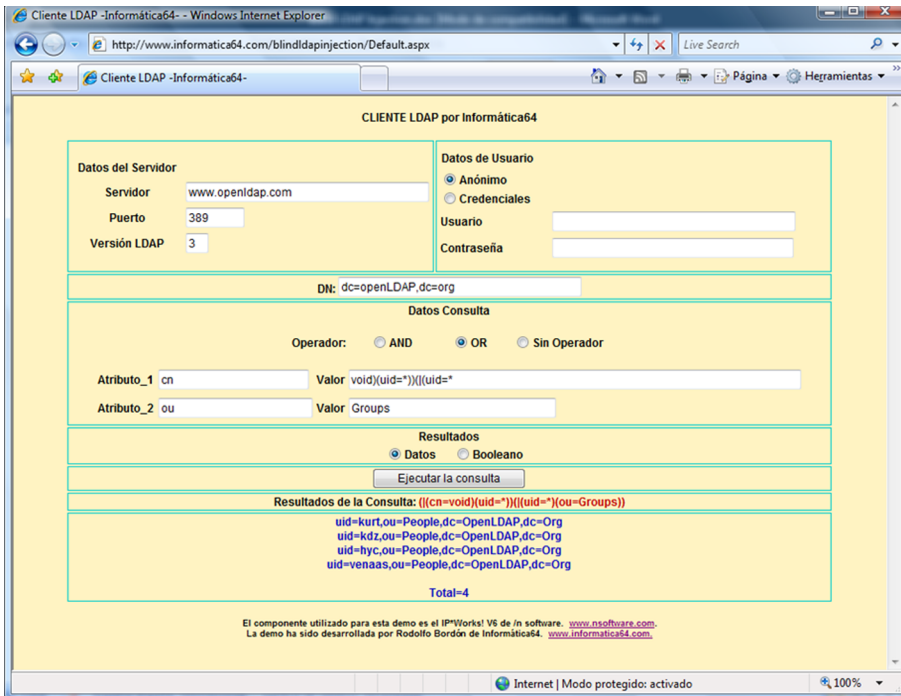 Cliente LDAP -Informática64- - Windows Internet Explorer
http://www.informatica64.com/blindldapinjection/Default.aspx
Live Search
Cliente LDAP -Informática64-
Página
Herramientas
CLIENTE LDAP por Informática64
Datos del Servidor
Servidor www.openldap.com
Puerto 389
Versión LDAP 3
Datos de Usuario
Anónimo
Credenciales
Usuario
Contraseña
DN: dc=openLDAP,dc=org
Datos Consulta
Operador: AND OR Sin Operador
Atributo_1 cn Valor void)(uid=*))(|(uid=*
Atributo_2 ou Valor Groups
Resultados
Datos Booleano
Ejecutar la consulta
Resultados de la Consulta: (|(cn=void)(uid=*))(|(uid=*)(ou=Groups))
uid=kurt,ou=People,dc=OpenLDAP,dc=Org
uid=kdz,ou=People,dc=OpenLDAP,dc=Org
uid=hyc,ou=People,dc=OpenLDAP,dc=Org
uid=venaas,ou=People,dc=OpenLDAP,dc=Org
Total=4
El componente utilizado para esta demo es el IP*Works! V6 de /n software. www.nsoftware.com.
La demo ha sido desarrollada por Rodolfo Bordón de Informática64. www.informatica64.com.
Internet | Modo protegido: activado
100%